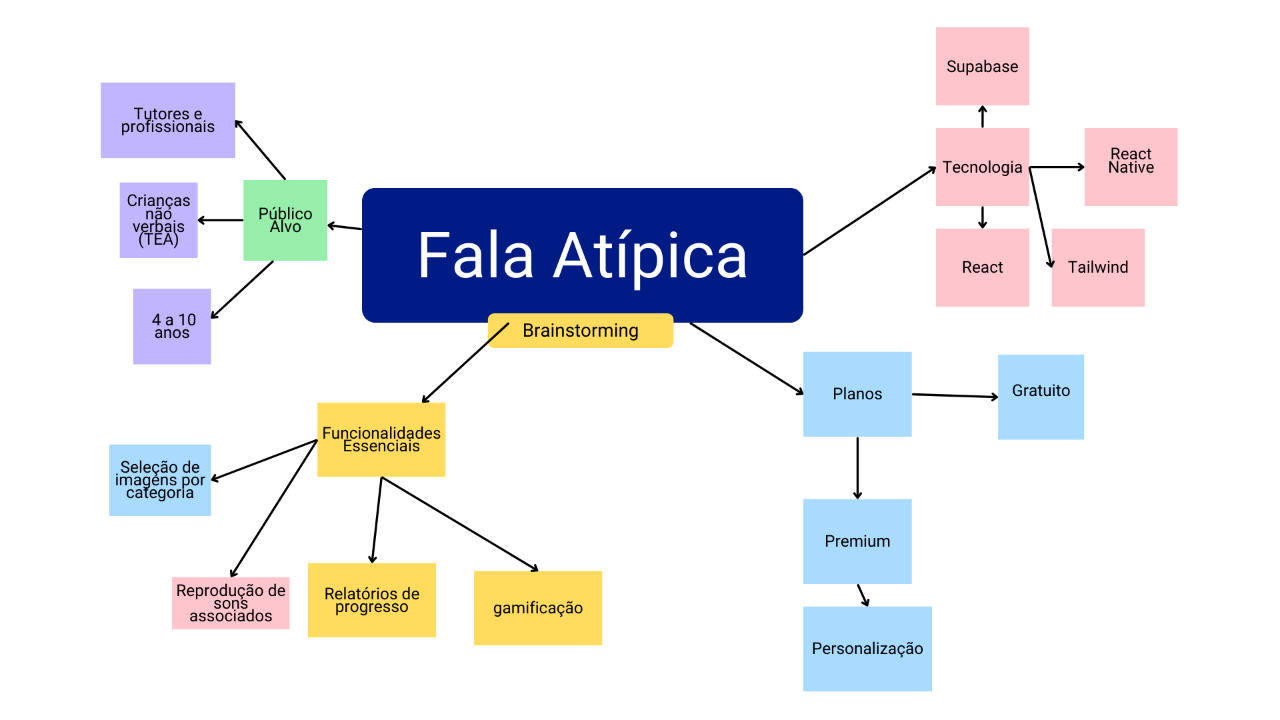 Fala Atípica
Brainstorming
Público
Alvo
Tutores e
profissionais
Crianças
não
verbais
(TEA)
4 a 10
anos
Tecnologia
Supabase
React
Native
React
Tailwind
Funcionalidades
Essenciais
Seleção de
imagens por
categoria
Reprodução de
sons
associados
Relatórios de
progresso
gamificação
Planos
Gratuito
Premium
Personalização